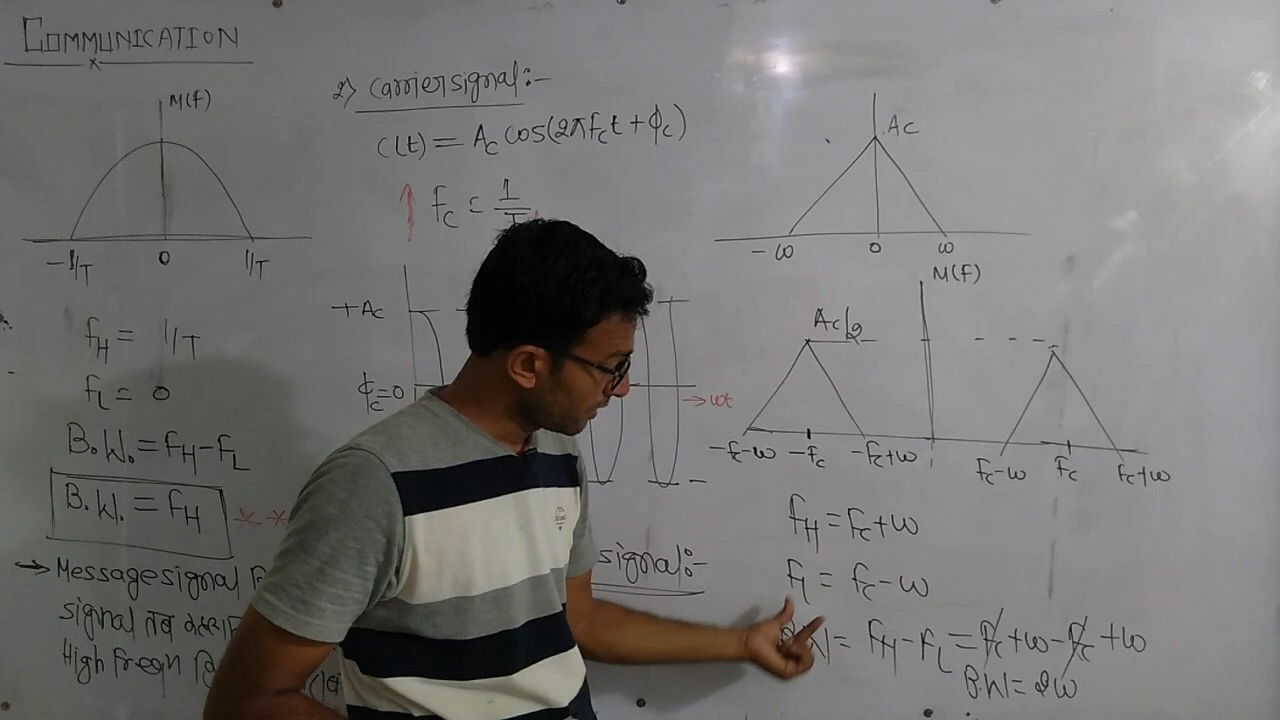 COMMUNICATION
M(f)
-1/T 0 1/T
fH = 1/T
fL = 0
B.W. = fH-fL
B.W. = fH
→ Message signal
signal तब
High Freqn
2) Carrier signal:-
c(t) = Ac cos(2πfct + ϕc)
↑ fc = 1
+Ac
ϕc=0
→ωt
signal:-
Ac
-ω 0 ω
M(f)
Ac/2
-fc-ω -fc -fc+ω fc-ω fc fc+ω
fH = fc+ω
fL = fc-ω
= fH-fL = fc+ω-fc+ω
B.W = 2ω